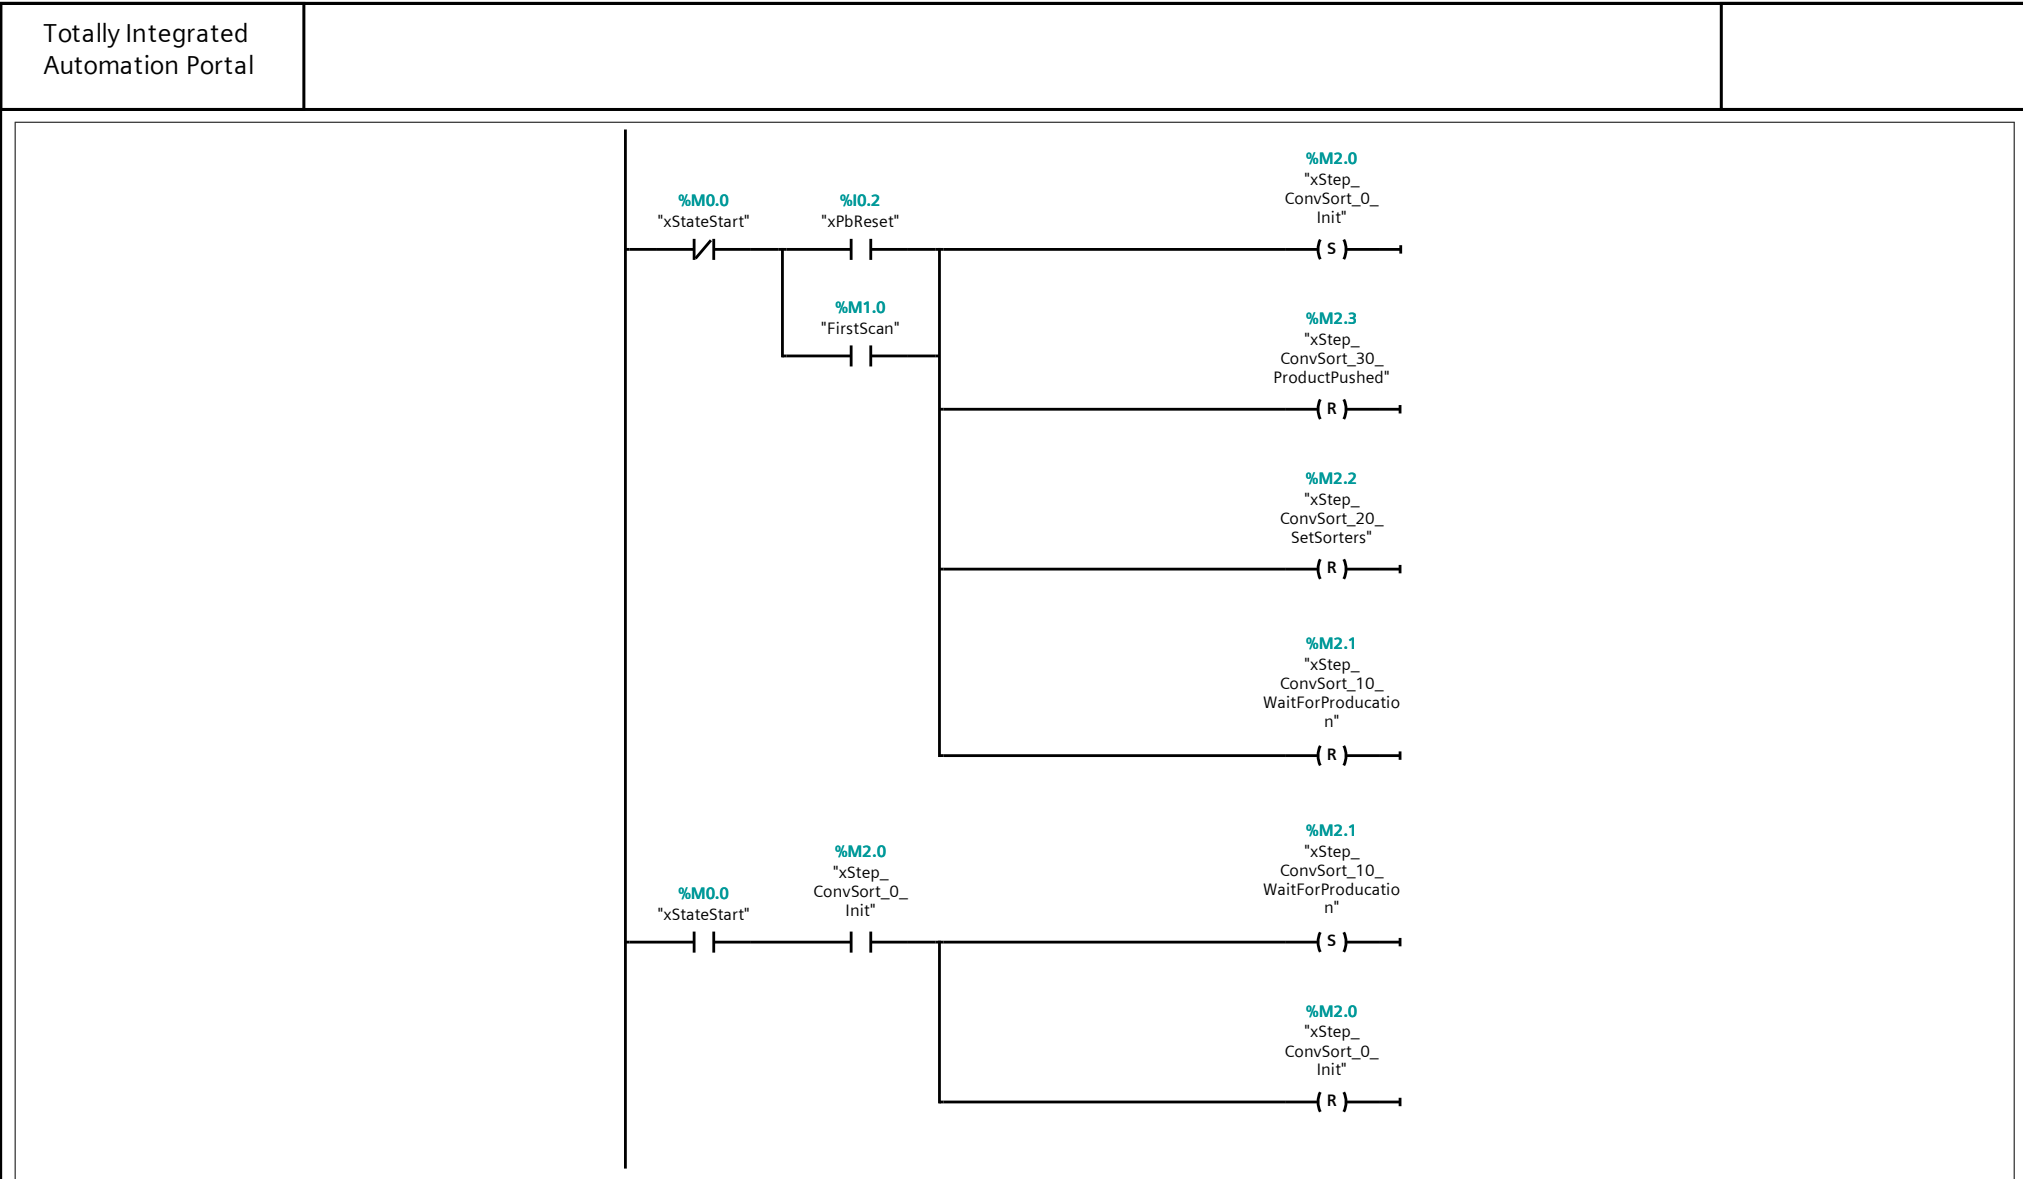 Totally Integrated
Automation Portal
%M2.0
"xStep_
ConvSort_0_
Init"
%M0.0
"xStateStart"
%I0.2
"xPbReset"
S
%M1.0
"FirstScan"
%M2.3
"xStep_
ConvSort_30_
ProductPushed"
R
%M2.2
"xStep_
ConvSort_20_
SetSorters"
R
%M2.1
"xStep_
ConvSort_10_
WaitForProducatio
n"
R
%M2.1
"xStep_
ConvSort_10_
WaitForProducatio
n"
%M2.0
"xStep_
ConvSort_0_
Init"
%M0.0
"xStateStart"
S
%M2.0
"xStep_
ConvSort_0_
Init"
R